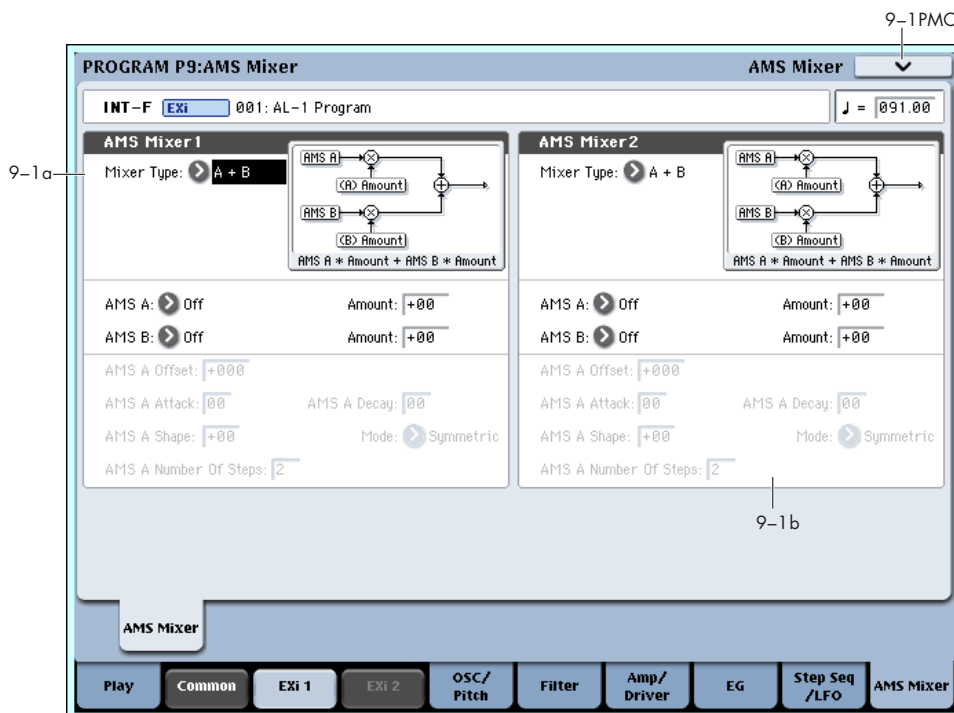 9–1PMC
PROGRAM P9:AMS Mixer
AMS Mixer
INT–F EXi 001: AL–1 Program
♩ = 091.00
9–1a
AMS Mixer1
Mixer Type: A + B
AMS A
(A) Amount
AMS B
(B) Amount
AMS A * Amount + AMS B * Amount
AMS A: Off
Amount: +00
AMS B: Off
Amount: +00
AMS A Offset: +000
AMS A Attack: 00
AMS A Decay: 00
AMS A Shape: +00
Mode: Symmetric
AMS A Number Of Steps: 2
AMS Mixer2
Mixer Type: A + B
AMS A
(A) Amount
AMS B
(B) Amount
AMS A * Amount + AMS B * Amount
AMS A: Off
Amount: +00
AMS B: Off
Amount: +00
AMS A Offset: +000
AMS A Attack: 00
AMS A Decay: 00
AMS A Shape: +00
Mode: Symmetric
AMS A Number Of Steps: 2
9–1b
AMS Mixer
Play
Common
EXi 1
EXi 2
OSC/
Pitch
Filter
Amp/
Driver
EG
Step Seq
/LFO
AMS Mixer